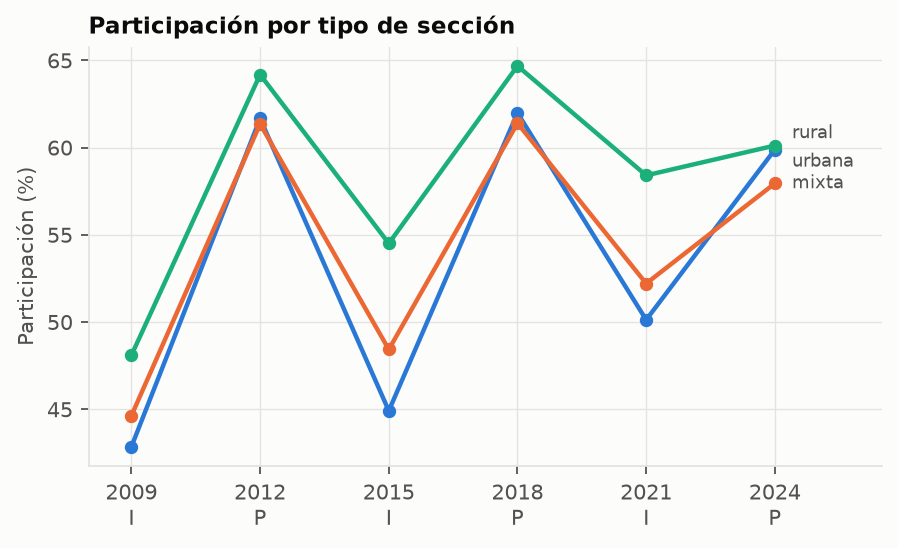 Participación por tipo de sección
Participación (%)
65
60
55
50
45
rural
urbana
mixta
2009 2012 2015 2018 2021 2024
I P I P I P